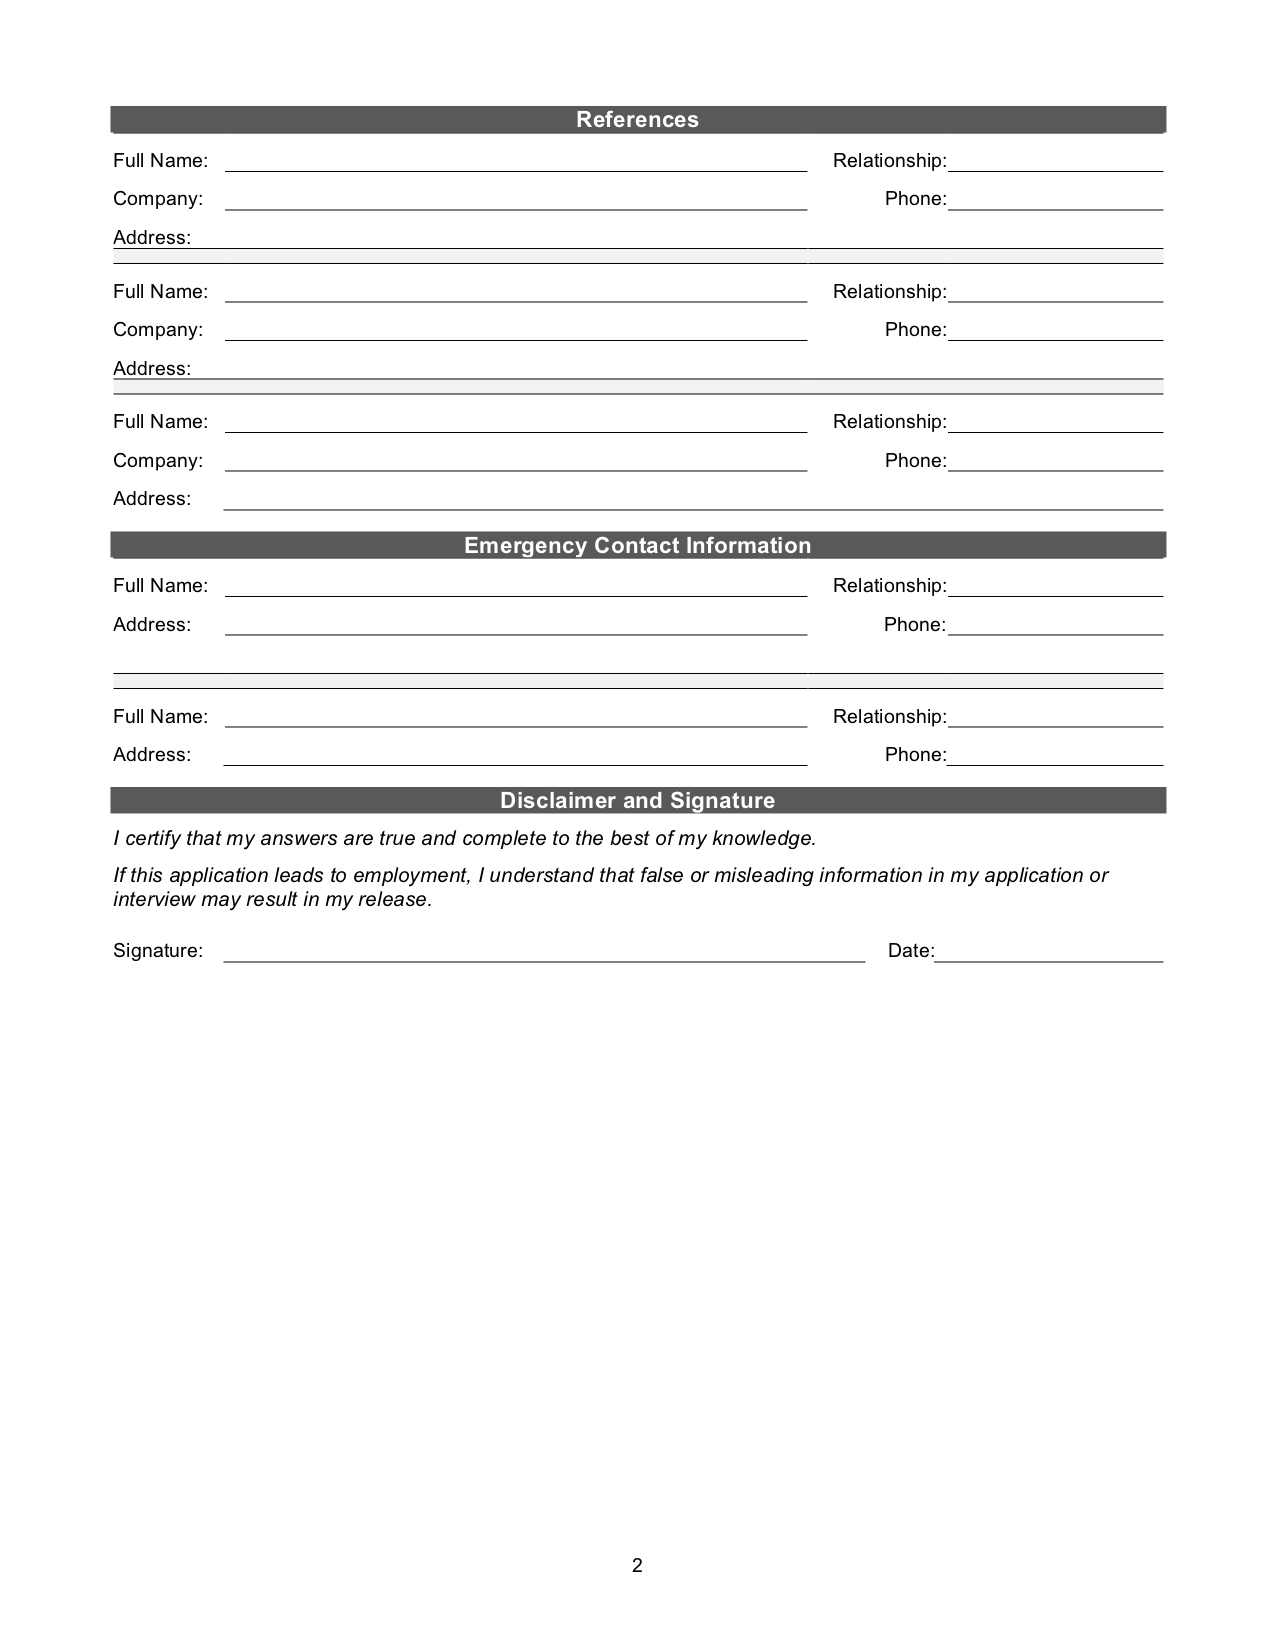 References
Full Name: Relationship:
Company: Phone:
Address:
Full Name: Relationship:
Company: Phone:
Address:
Full Name: Relationship:
Company: Phone:
Address:
Emergency Contact Information
Full Name: Relationship:
Address: Phone:
Full Name: Relationship:
Address: Phone:
Disclaimer and Signature
I certify that my answers are true and complete to the best of my knowledge.
If this application leads to employment, I understand that false or misleading information in my application or
interview may result in my release.
Signature: Date:
2